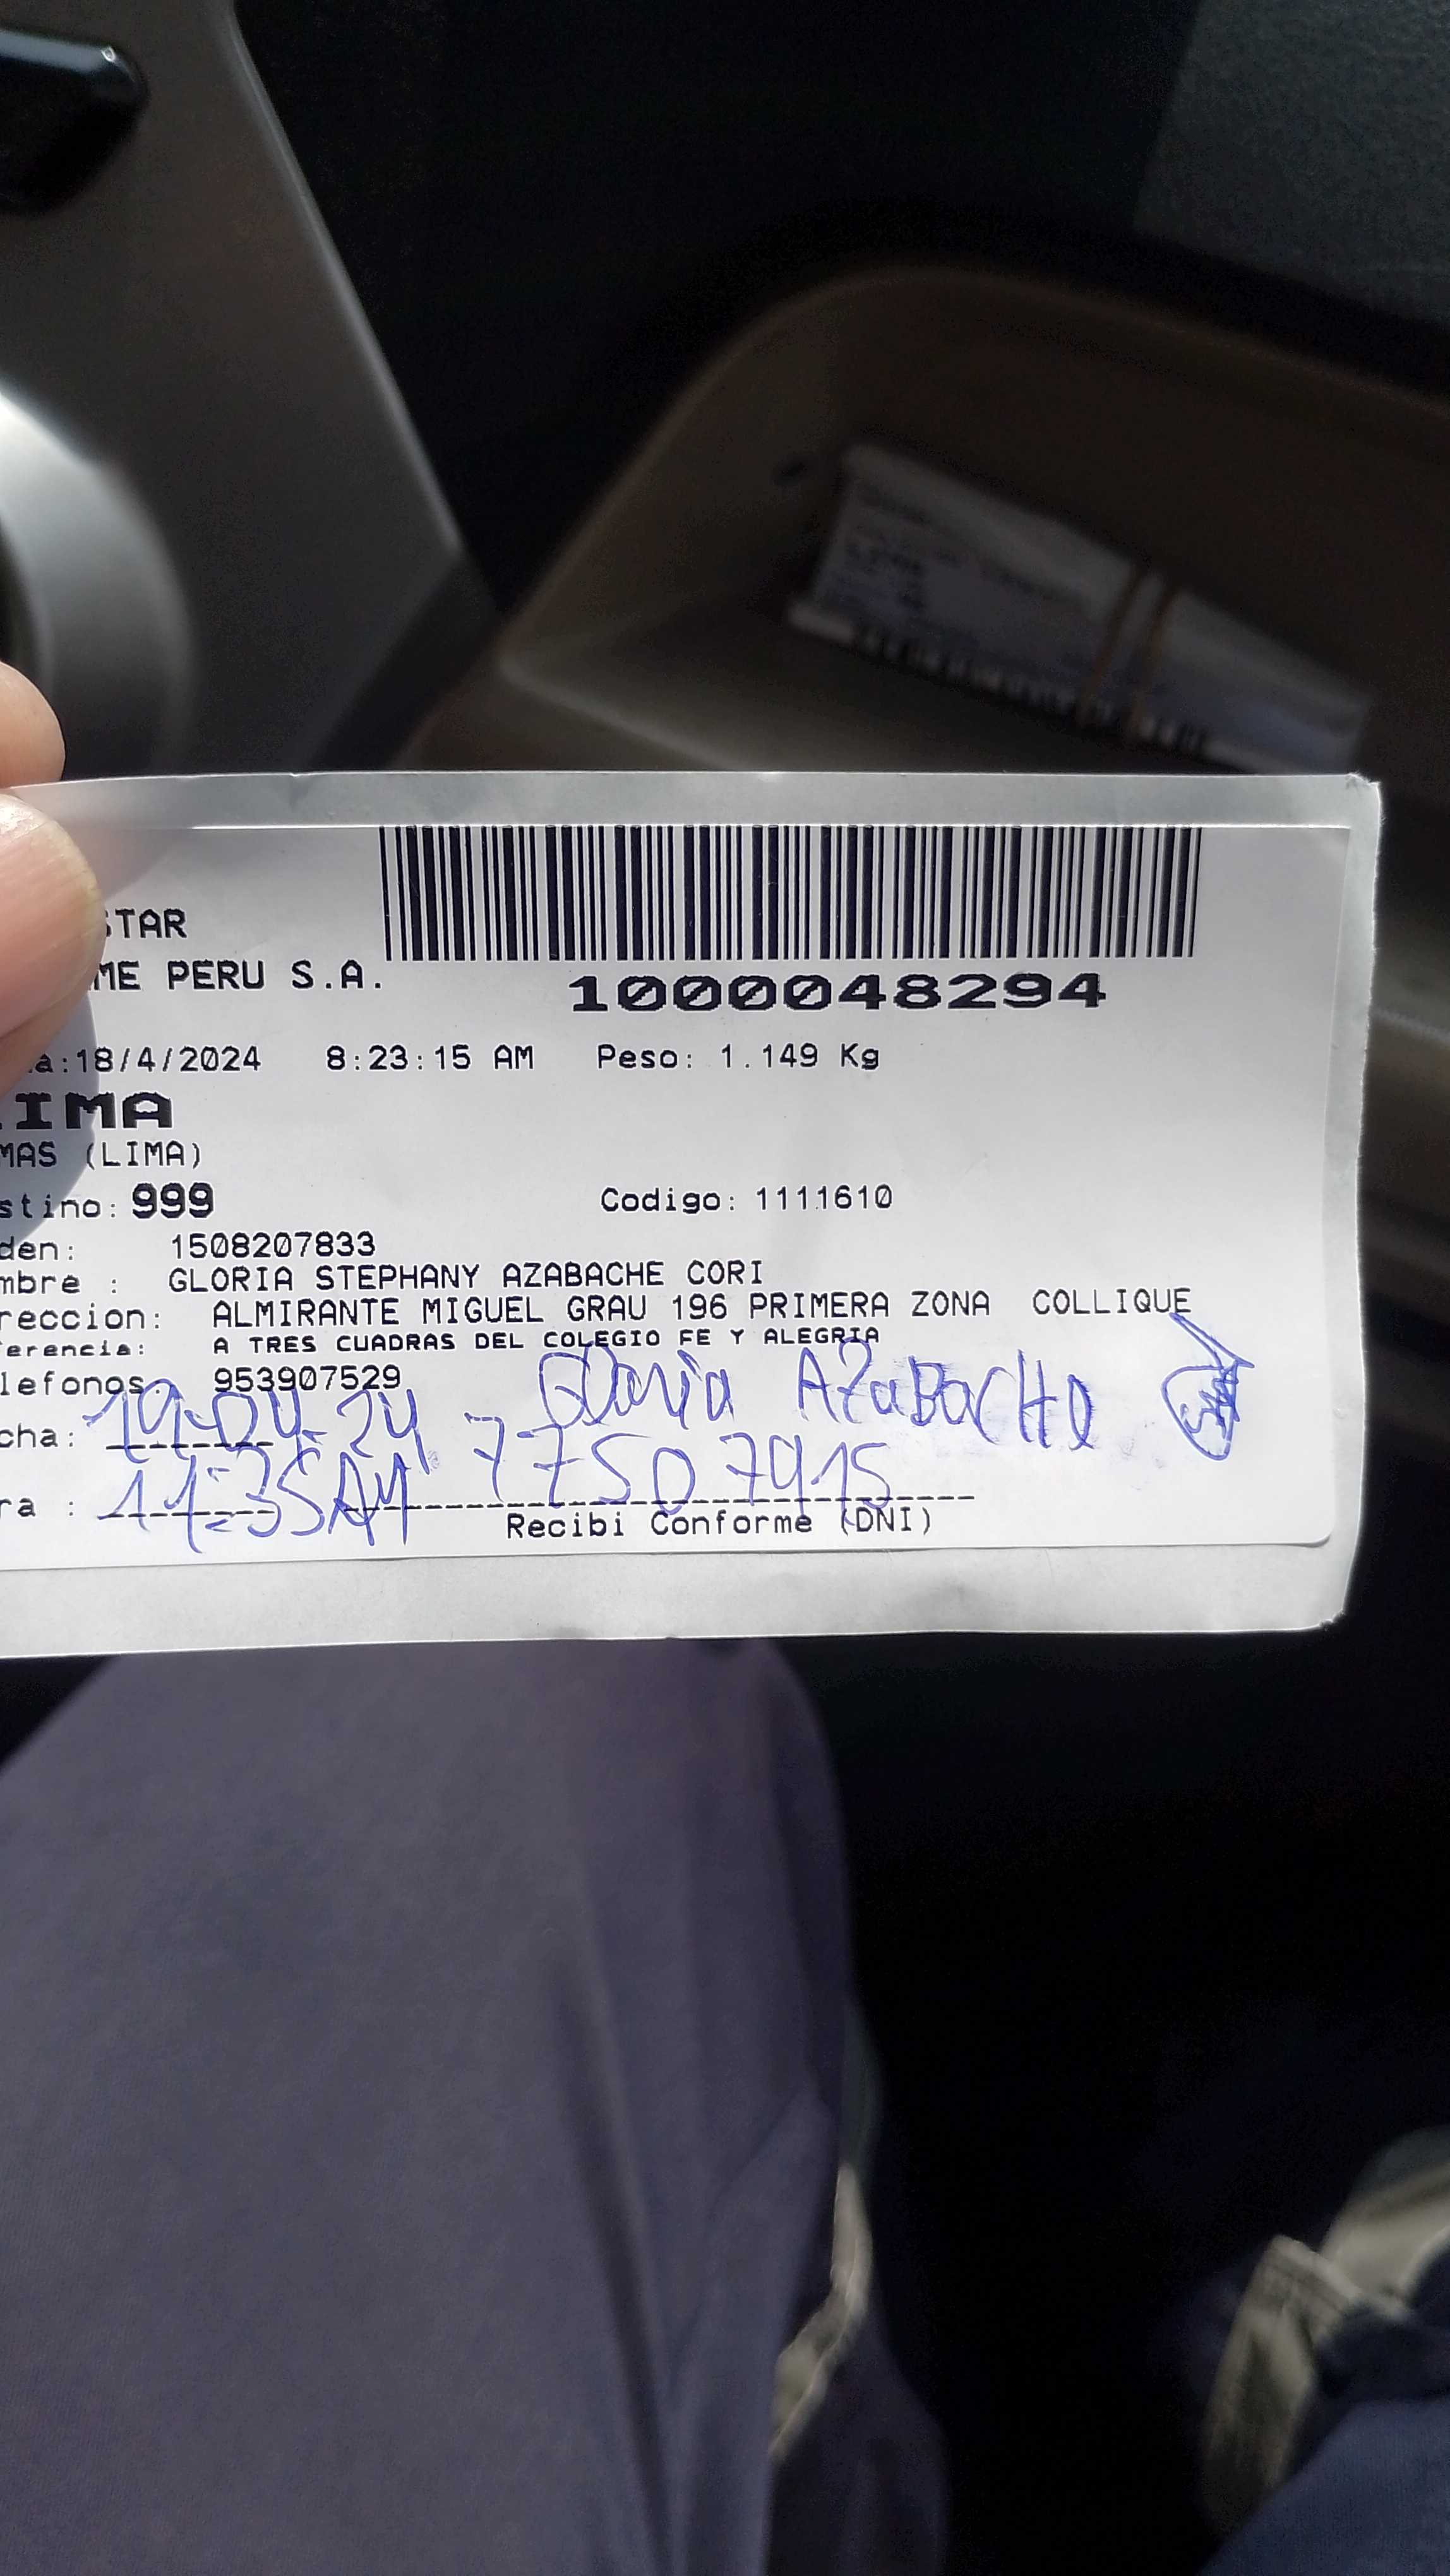 STAR
ME PERU S.A.
1000048294
a:18/4/2024 8:23:15 AM Peso: 1.149 Kg
IMA
MAS (LIMA)
stino: 999 Codigo: 1111610
den: 1508207833
mbre : GLORIA STEPHANY AZABACHE CORI
reccion: ALMIRANTE MIGUEL GRAU 196 PRIMERA ZONA COLLIQUE
ferencia: A TRES CUADRAS DEL COLEGIO FE Y ALEGRIA
lefonos: 953907529
Gloria AZaBaCHe
cha: 19-04-24
77507915
ra : 11:35AM
Recibi Conforme (DNI)